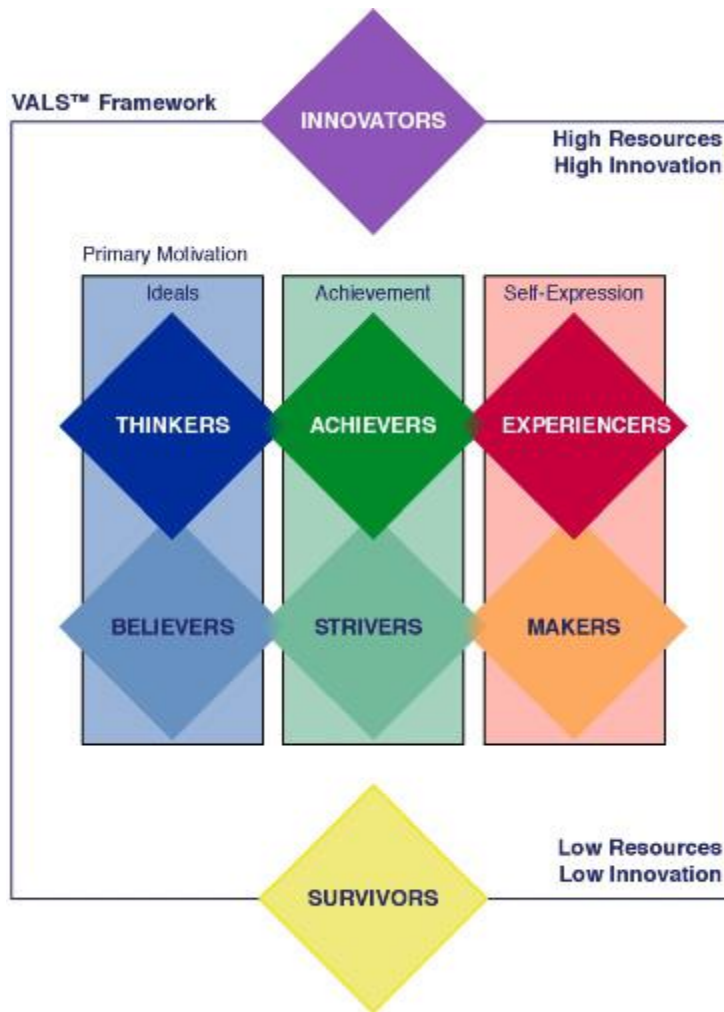 VALS™ Framework
INNOVATORS
High Resources
High Innovation
Primary Motivation
Ideals
Achievement
Self-Expression
THINKERS
ACHIEVERS
EXPERIENCERS
BELIEVERS
STRIVERS
MAKERS
Low Resources
Low Innovation
SURVIVORS